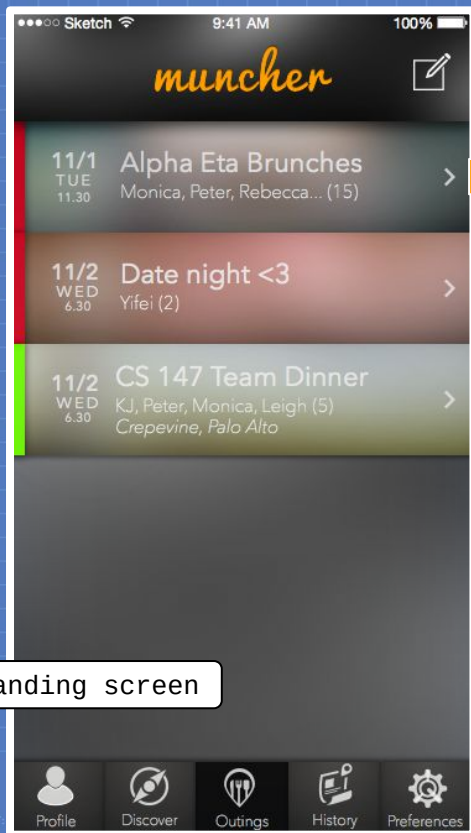 Sketch 9:41 AM 100%
muncher
11/1 Alpha Eta Brunches
TUE Monica, Peter, Rebecca... (15)
11.30
11/2 Date night <3
WED Yifei (2)
6.30
11/2 CS 147 Team Dinner
WED KJ, Peter, Monica, Leigh (5)
6.30 Crepevine, Palo Alto
anding screen
Profile Discover Outings History Preferences